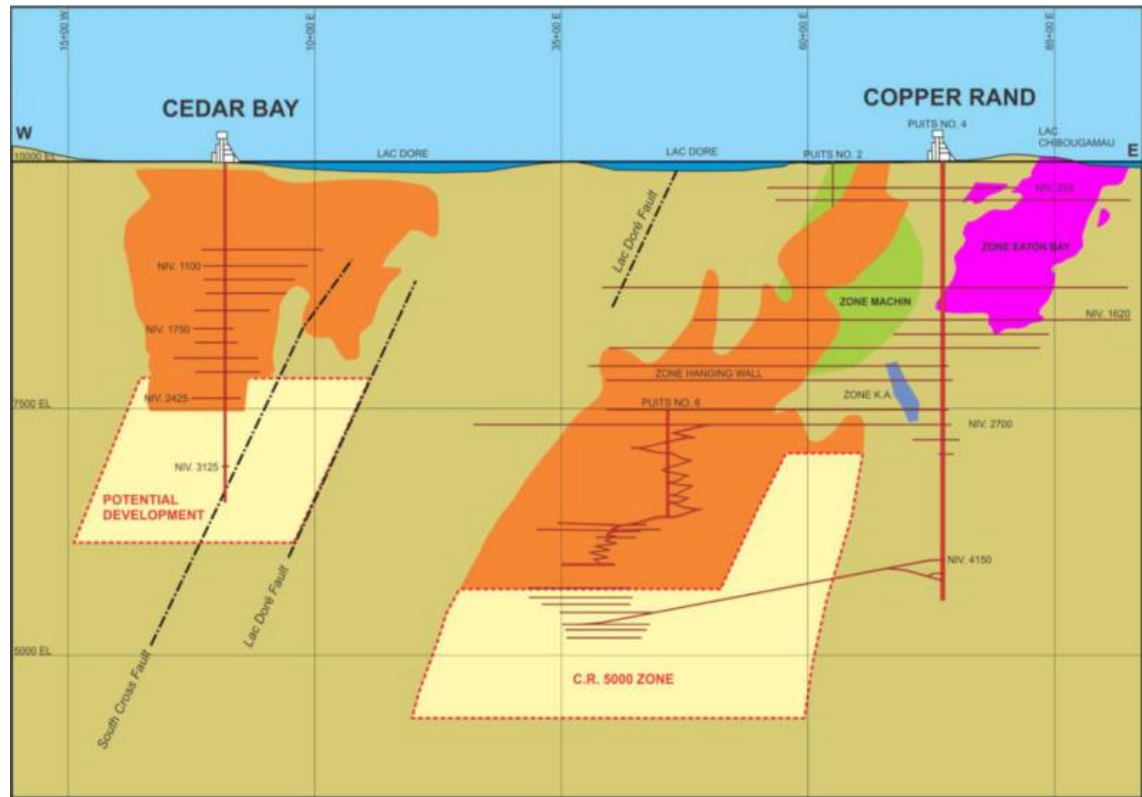 15+00 W
10+00 E
35+00 E
60+00 E
85+00 E
CEDAR BAY
COPPER RAND
PUITS NO. 4
W
LAC
CHIBOUGAMAU
E
10000 EL
LAC DORE
LAC DORE
PUITS NO. 2
NIV. 250
Lac Doré Fault
ZONE EATON BAY
NIV. 1100
ZONE MACHIN
NIV. 1620
NIV. 1750
ZONE HANGING WALL
ZONE K.A.
NIV. 2425
PUITS NO. 6
7500 EL
NIV. 2700
NIV. 3125
POTENTIAL
DEVELOPMENT
NIV. 4150
South Cross Fault
Lac Doré Fault
5000 EL
C.R. 5000 ZONE